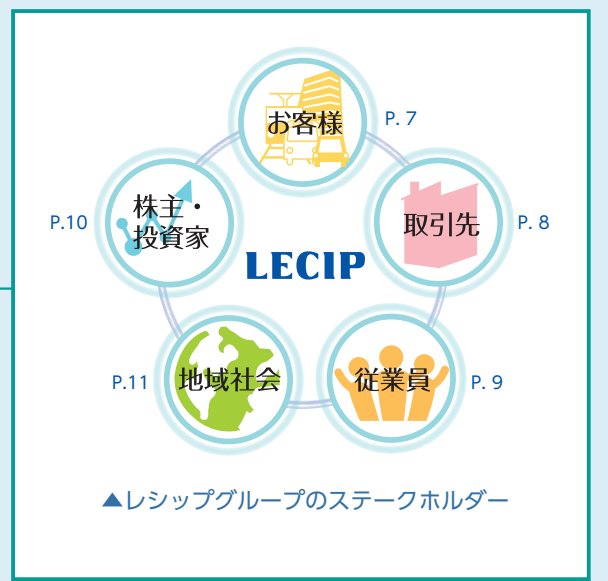 お客様
P. 7
株主・
投資家
P.10
取引先
P. 8
LECIP
地域社会
P.11
従業員
P. 9
▲レシップグループのステークホルダー